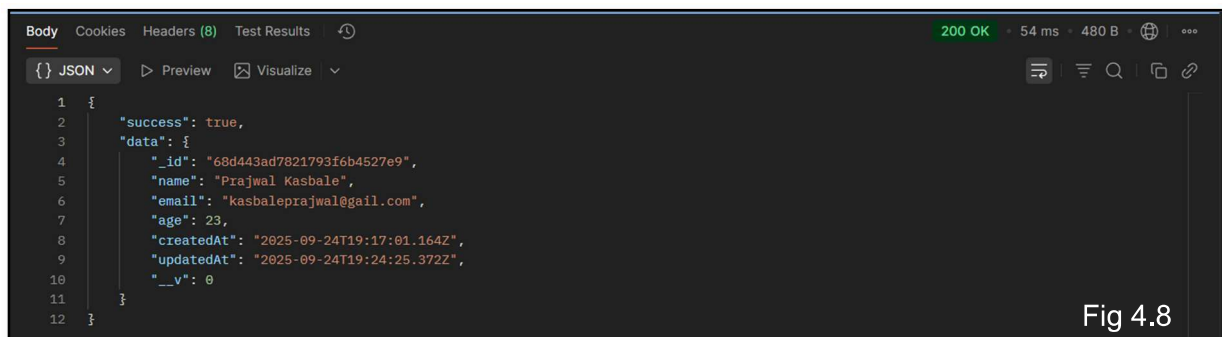 Body Cookies Headers (8) Test Results 200 OK 54 ms 480 B
{} JSON Preview Visualize
1 {
2 "success": true,
3 "data": {
4 "_id": "68d443ad7821793f6b4527e9",
5 "name": "Prajwal Kasbale",
6 "email": "kasbaleprajwal@gail.com",
7 "age": 23,
8 "createdAt": "2025-09-24T19:17:01.164Z",
9 "updatedAt": "2025-09-24T19:24:25.372Z",
10 "__v": 0
11 }
12 }
Fig 4.8